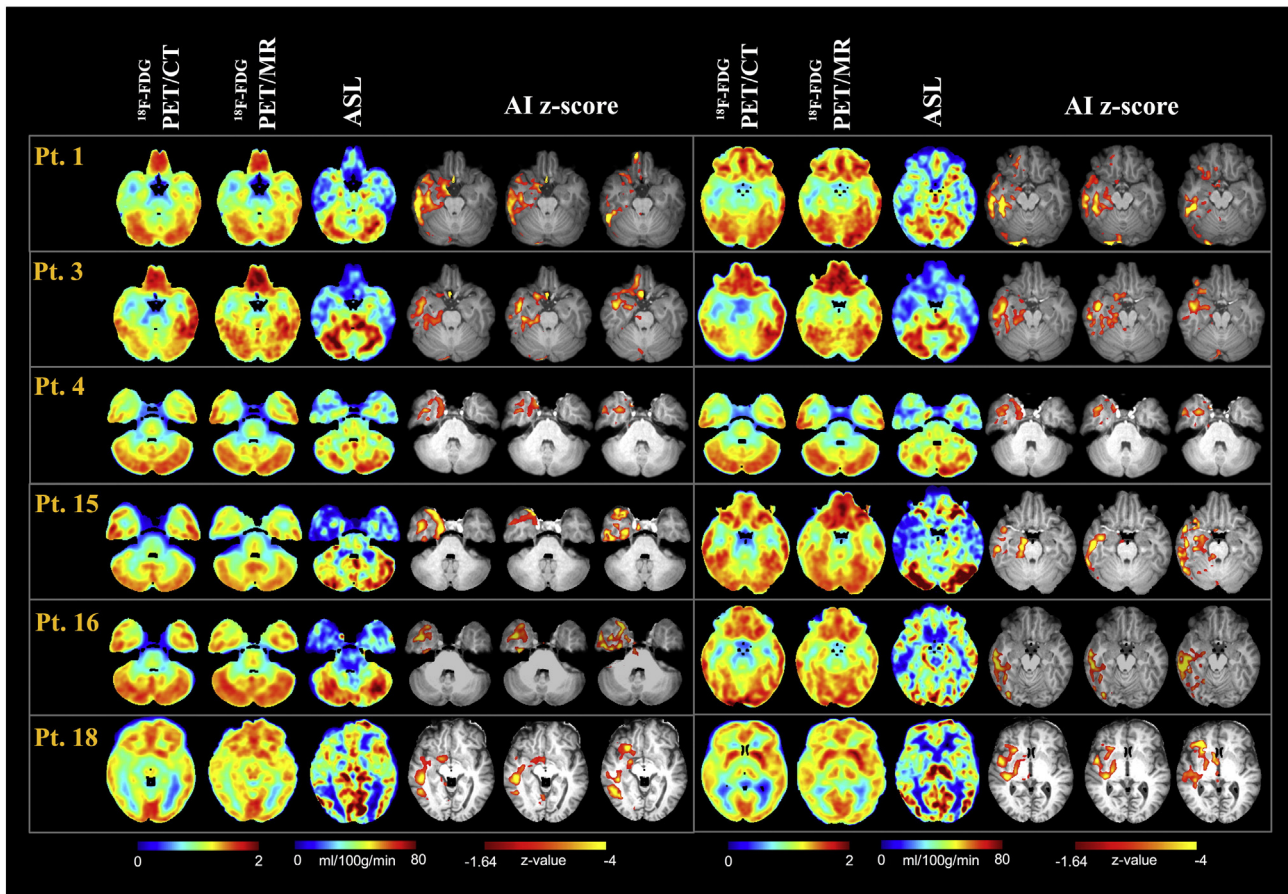 18F-FDG
PET/CT
18F-FDG
PET/MR
ASL
AI z-score
18F-FDG
PET/CT
18F-FDG
PET/MR
ASL
AI z-score
Pt. 1
Pt. 3
Pt. 4
Pt. 15
Pt. 16
Pt. 18
0 2
0 ml/100g/min 80
-1.64 z-value -4
0 2
0 ml/100g/min 80
-1.64 z-value -4